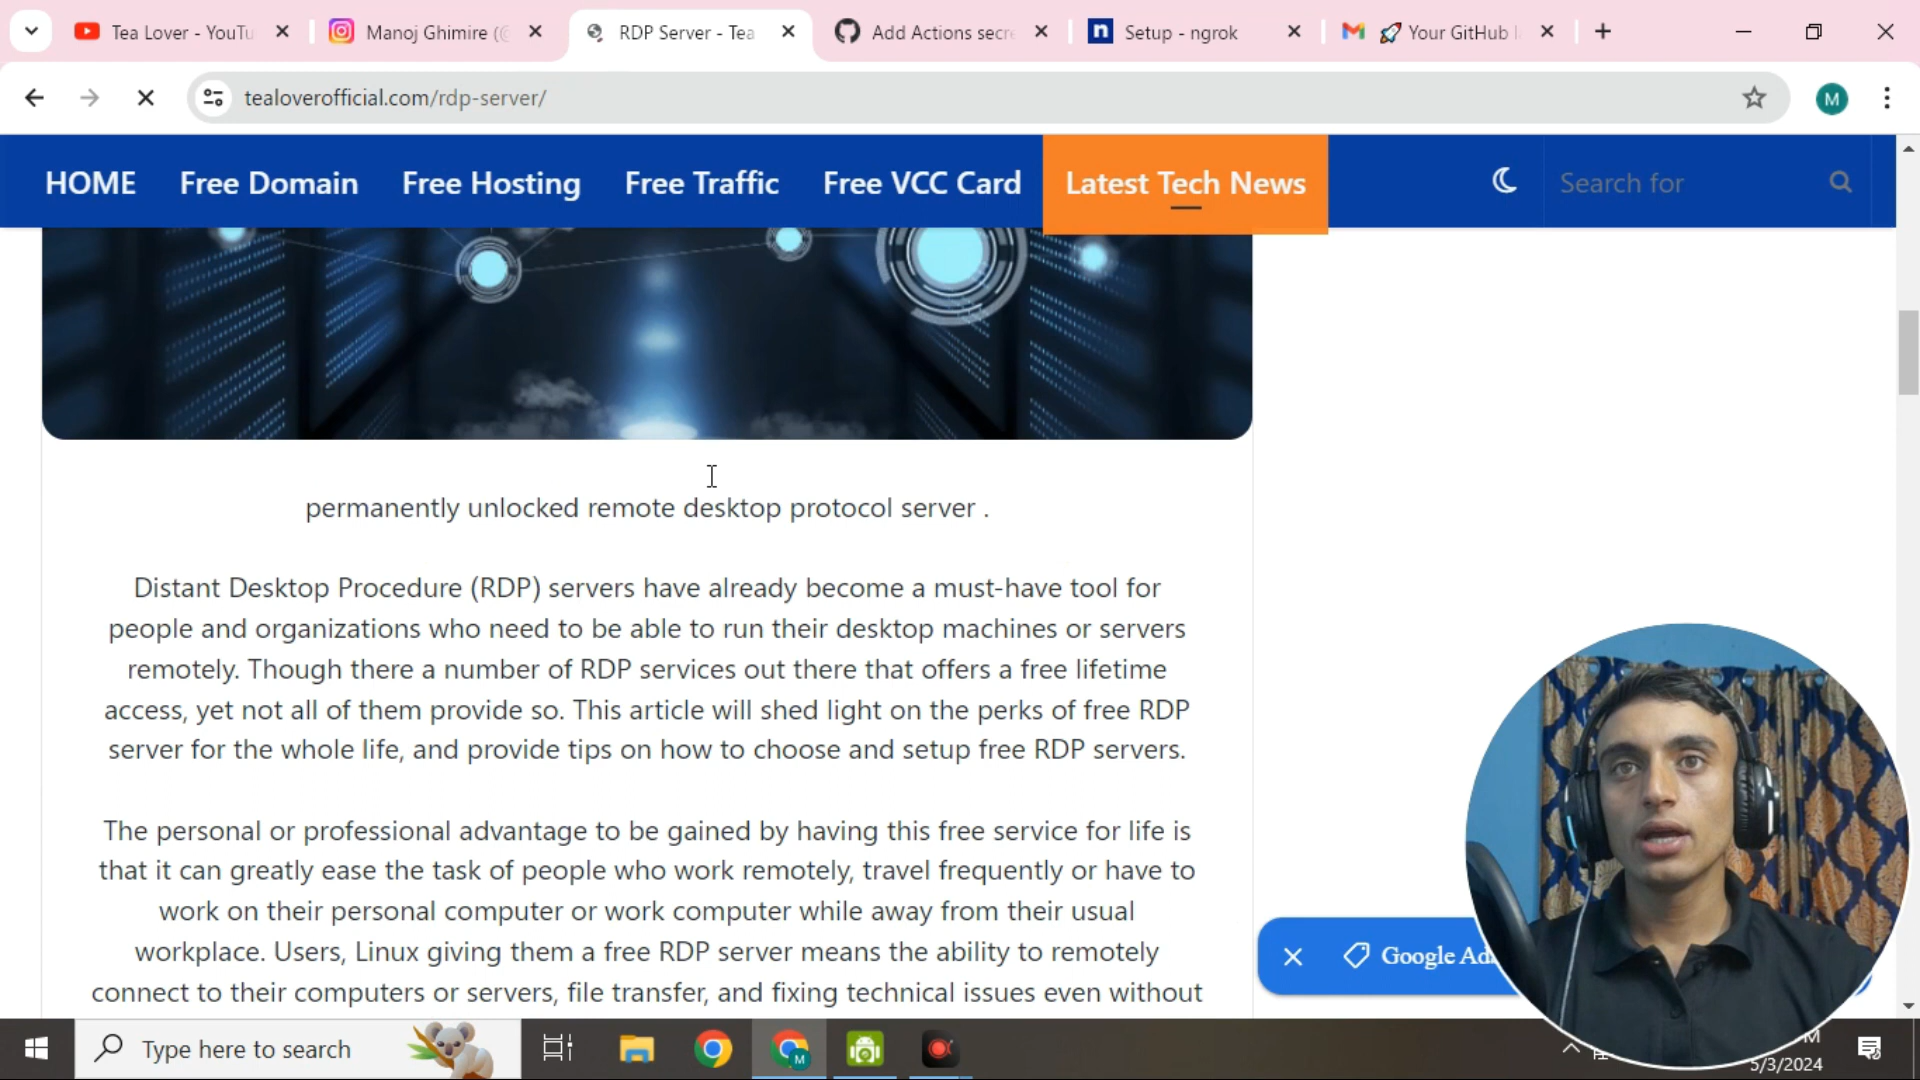 Tea Lover - YouTu
Manoj Ghimire (@
RDP Server - Tea
Add Actions secre
Setup - ngrok
Your GitHub l
tealoverofficial.com/rdp-server/
M
HOME
Free Domain
Free Hosting
Free Traffic
Free VCC Card
Latest Tech News
Search for
permanently unlocked remote desktop protocol server .
Distant Desktop Procedure (RDP) servers have already become a must-have tool for
people and organizations who need to be able to run their desktop machines or servers
remotely. Though there a number of RDP services out there that offers a free lifetime
access, yet not all of them provide so. This article will shed light on the perks of free RDP
server for the whole life, and provide tips on how to choose and setup free RDP servers.
The personal or professional advantage to be gained by having this free service for life is
that it can greatly ease the task of people who work remotely, travel frequently or have to
work on their personal computer or work computer while away from their usual
workplace. Users, Linux giving them a free RDP server means the ability to remotely
connect to their computers or servers, file transfer, and fixing technical issues even without
Google Ad
Type here to search
M
M
5/3/2024